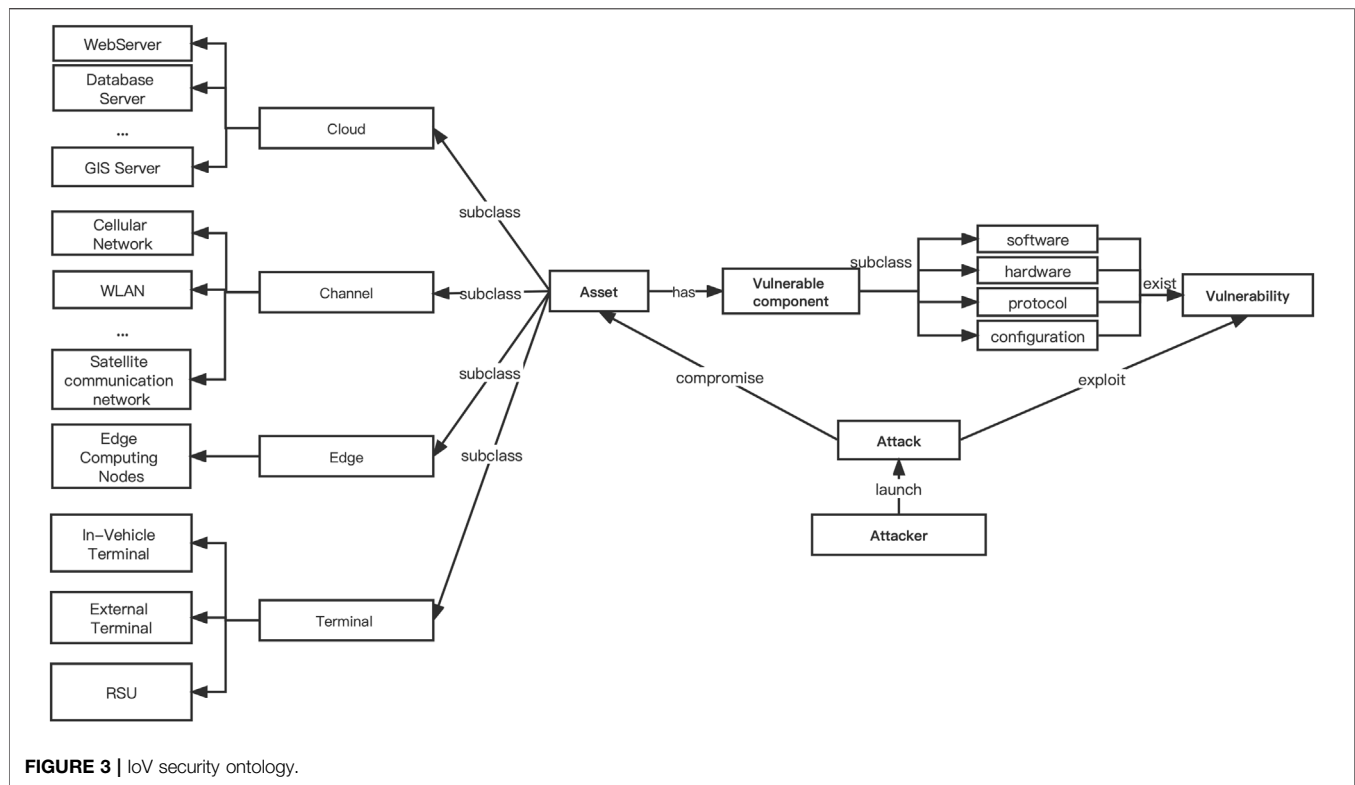 WebServer
Database
Server
...
GIS Server
Cloud
Cellular
Network
WLAN
...
Satellite
communication
network
Channel
Edge
Computing
Nodes
Edge
In-Vehicle
Terminal
External
Terminal
RSU
Terminal
subclass
subclass
subclass
subclass
Asset
has
Vulnerable
component
subclass
software
hardware
protocol
configuration
exist
Vulnerability
compromise
exploit
Attack
launch
Attacker
FIGURE 3 | IoV security ontology.